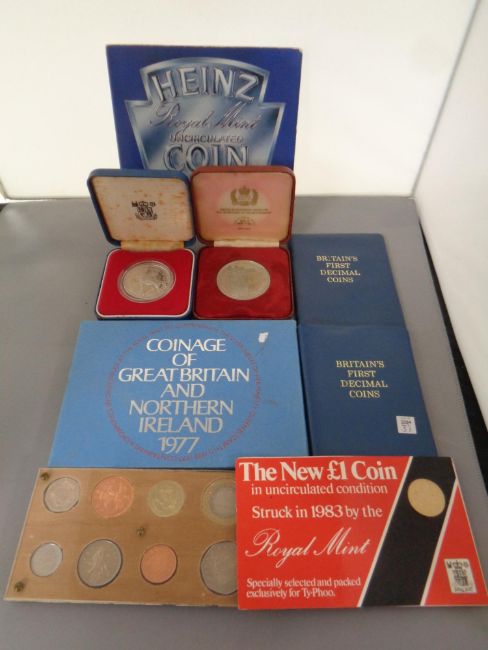 HEINZ
Royal Mint
UNCIRCULATED
COIN
BRITAIN'S
FIRST
DECIMAL
COINS
COINAGE
OF
GREAT BRITAIN
AND
NORTHERN
IRELAND
1977
BRITAIN'S
FIRST
DECIMAL
COINS
The New £1 Coin
in uncirculated condition
Struck in 1983 by the
Royal Mint
Specially selected and packed
exclusively for Ty·Phoo.